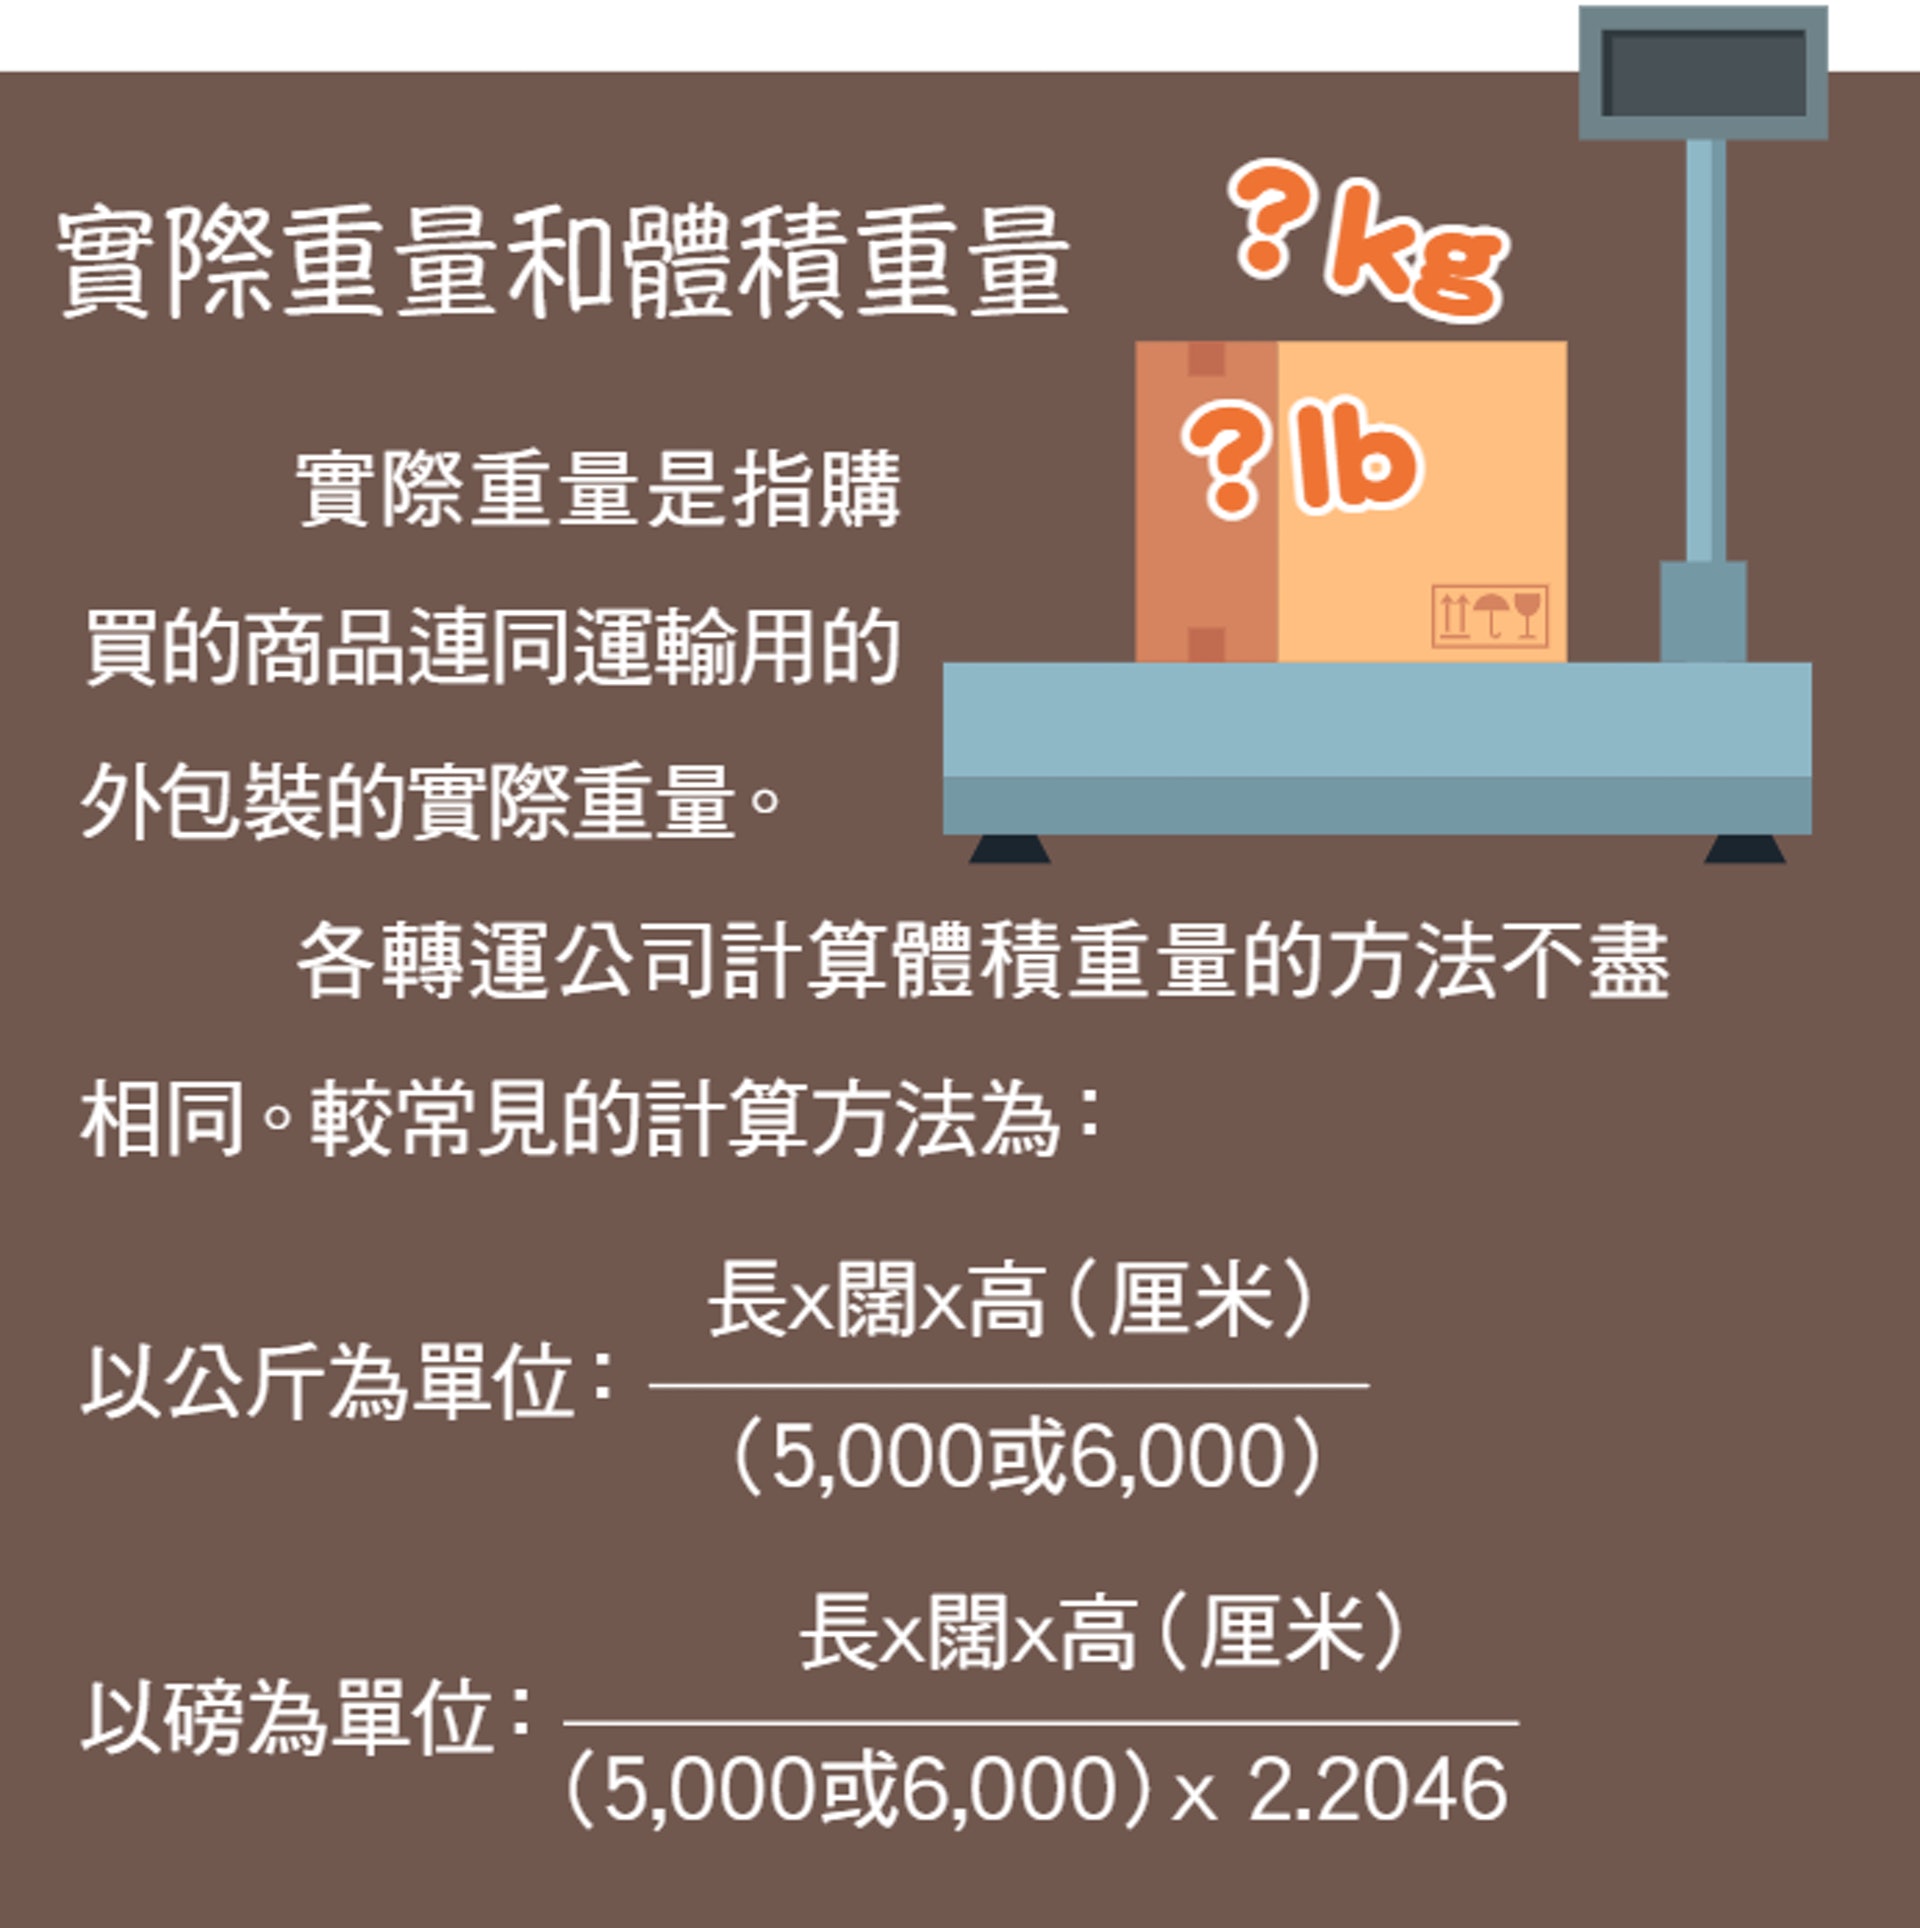 實際重量和體積重量
?kg
?lb
實際重量是指購
買的商品連同運輸用的
外包裝的實際重量。
各轉運公司計算體積重量的方法不盡
相同。較常見的計算方法為：
以公斤為單位：
長x闊x高（厘米）
（5,000或6,000）
以磅為單位：
長x闊x高（厘米）
（5,000或6,000）x 2.2046